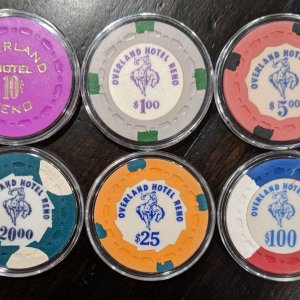 OVERLAND
HOTEL
10¢
RENO
OVERLAND HOTEL RENO
$1.00
OVERLAND HOTEL RENO
$5
OVERLAND HOTEL RENO
20.00
OVERLAND HOTEL RENO
$25
OVERLAND HOTEL RENO
$100